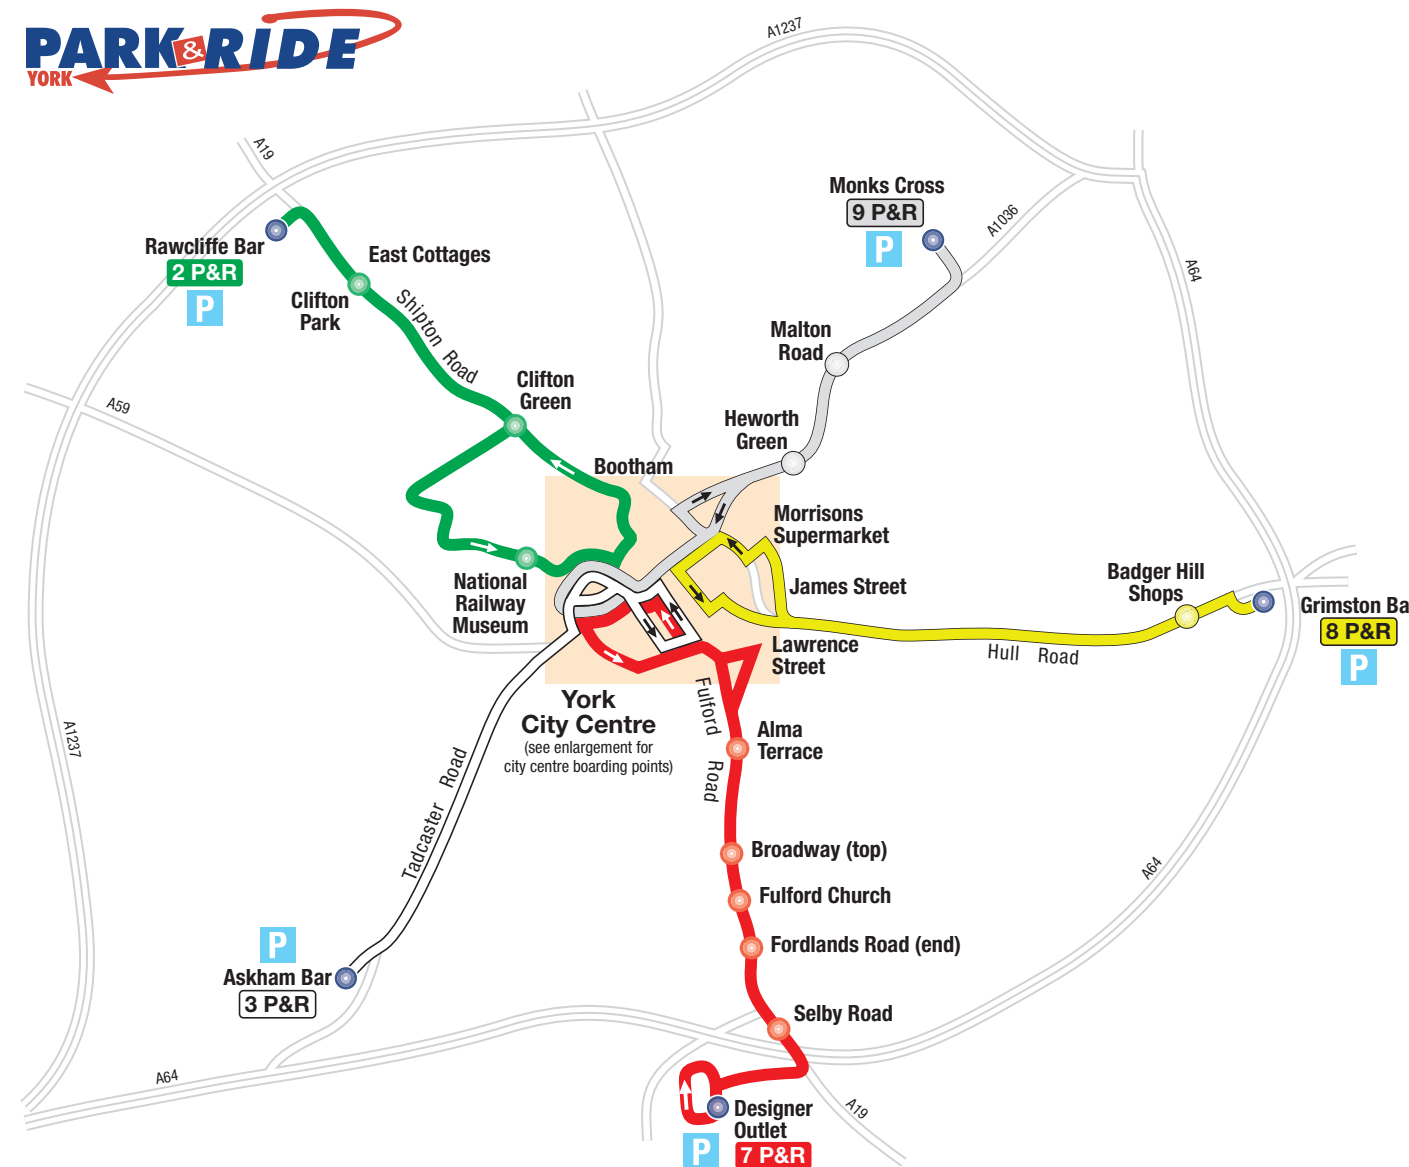 PARK & RIDE
YORK
A1237
A19
Monks Cross
9 P&R
P
A1036
Rawcliffe Bar
2 P&R
P
East Cottages
Clifton
Park
Shipton Road
A64
Malton
Road
Clifton
Green
A59
Heworth
Green
Bootham
Morrisons
Supermarket
National
Railway
Museum
James Street
Badger Hill
Shops
Grimston Ba
8 P&R
P
Hull Road
Lawrence
Street
York
City Centre
(see enlargement for
city centre boarding points)
Fulford Road
A1237
Alma
Terrace
Tadcaster Road
Broadway (top)
A64
Fulford Church
P
Askham Bar
3 P&R
Fordlands Road (end)
Selby Road
A64
Designer
Outlet
P
7 P&R
A19